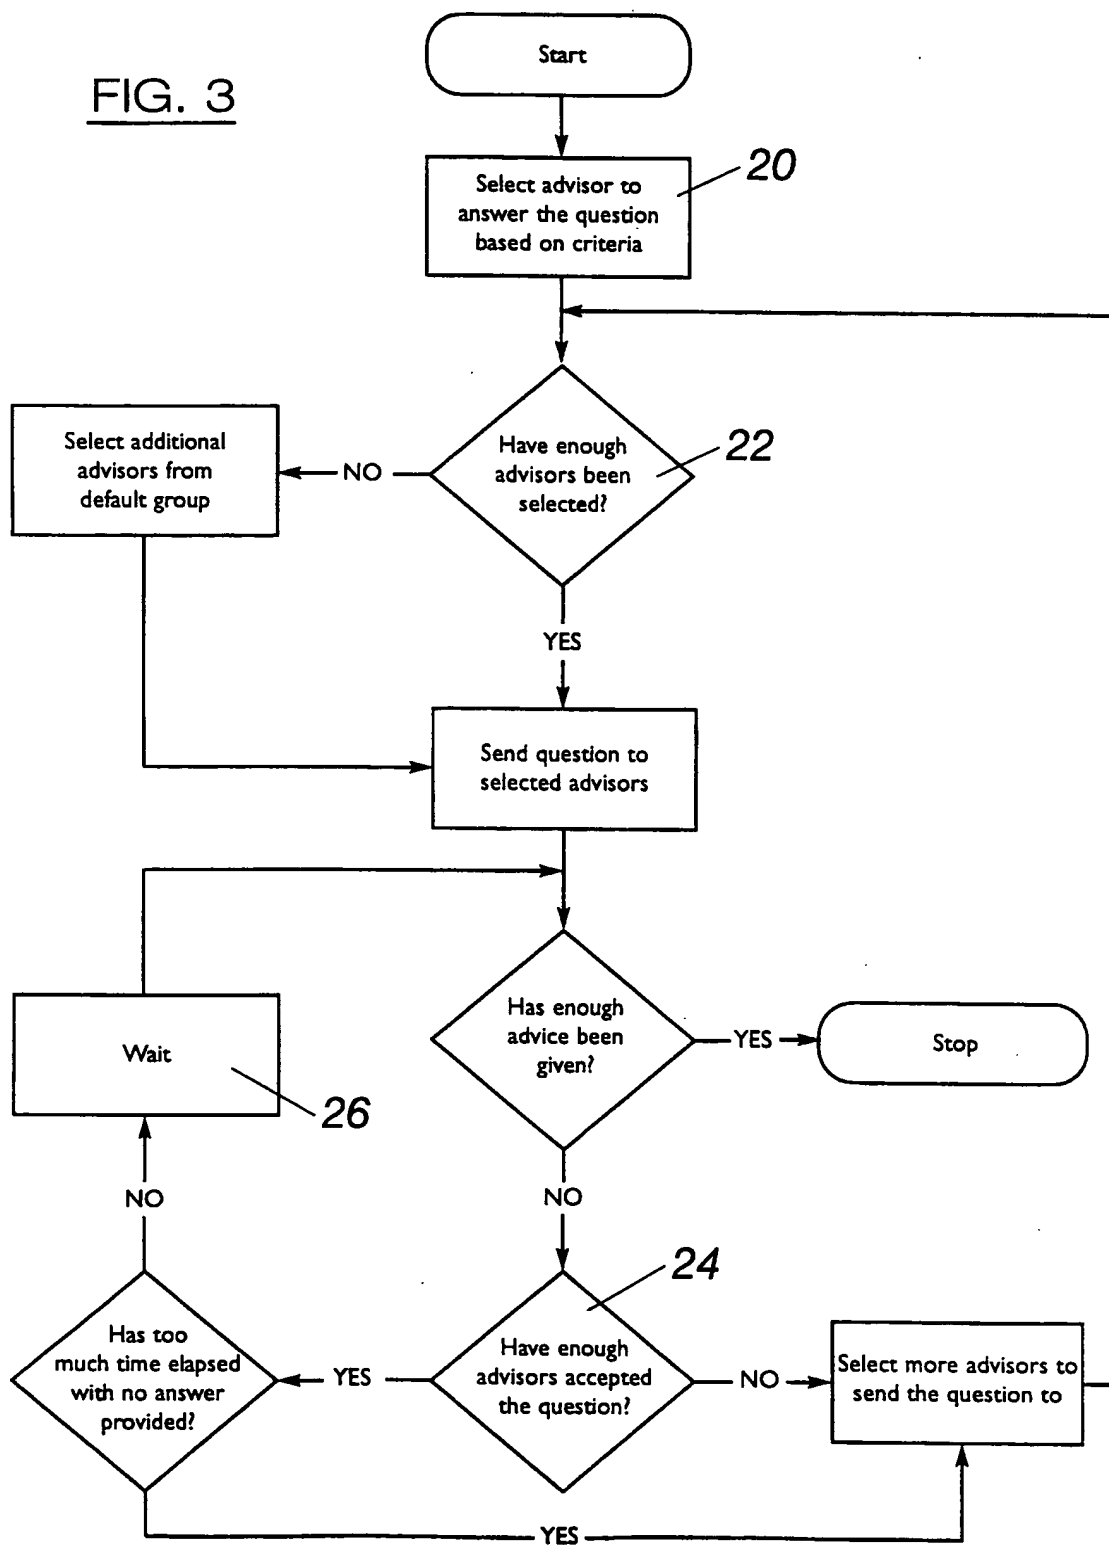 FIG. 3
Start
20
Select advisor to
answer the question
based on criteria
22
Have enough
advisors been
selected?
NO
Select additional
advisors from
default group
YES
Send question to
selected advisors
Has enough
advice been
given?
YES
Stop
Wait
26
NO
NO
24
Have enough
advisors accepted
the question?
YES
Has too
much time elapsed
with no answer
provided?
NO
Select more advisors to
send the question to
YES